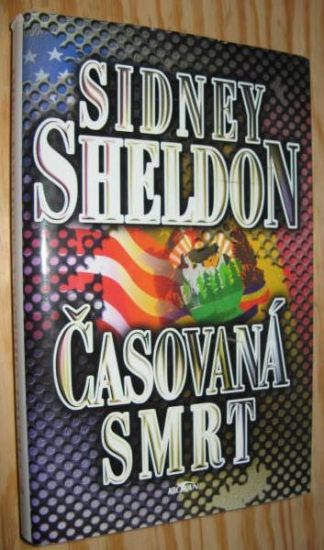 SIDNEY
SHELDON
ČASOVANÁ
SMRT